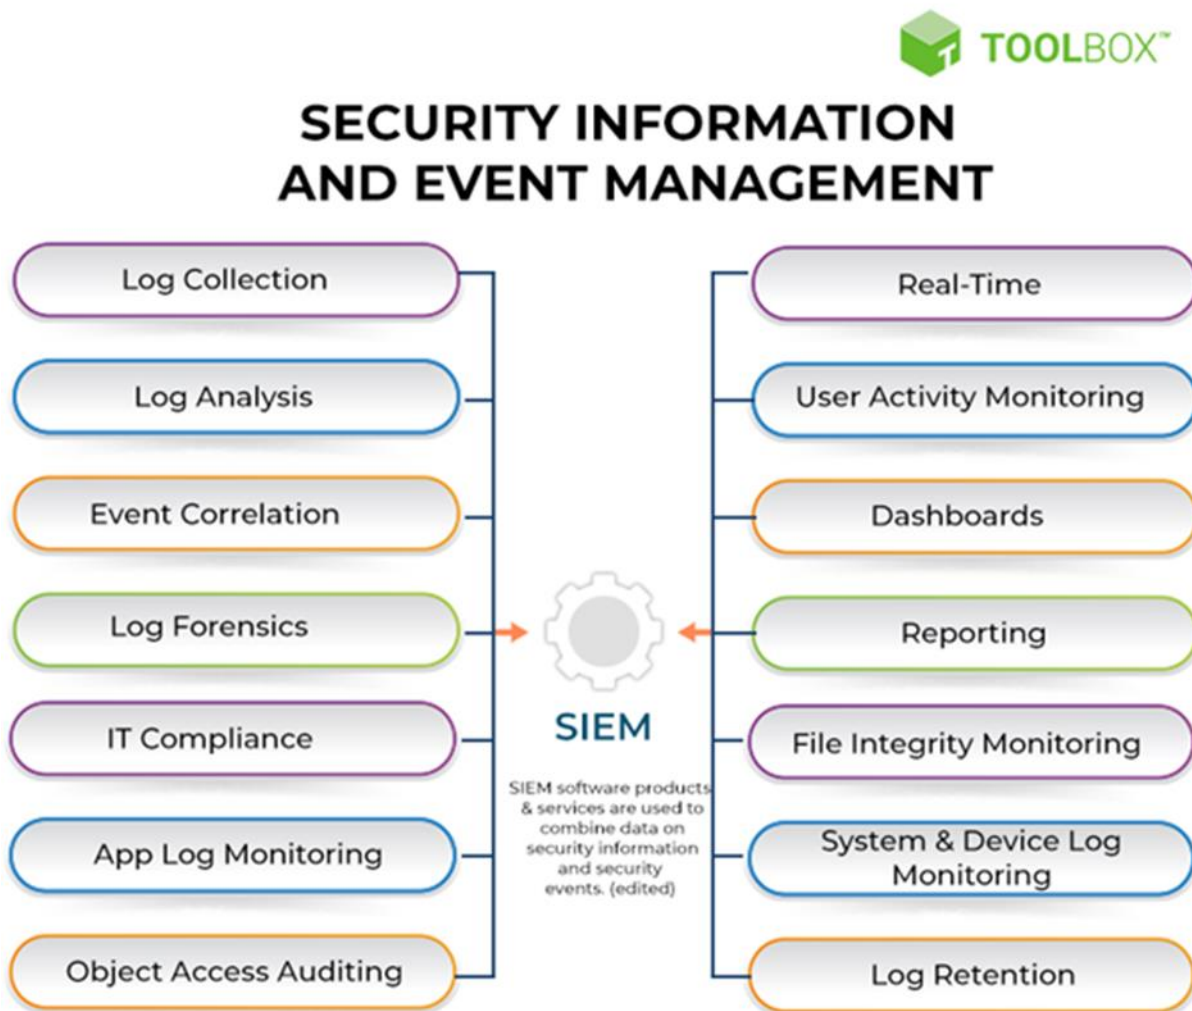 TOOLBOX™
SECURITY INFORMATION
AND EVENT MANAGEMENT
Log Collection
Log Analysis
Event Correlation
Log Forensics
IT Compliance
App Log Monitoring
Object Access Auditing
SIEM
SIEM software products
& services are used to
combine data on
security information
and security
events. (edited)
Real-Time
User Activity Monitoring
Dashboards
Reporting
File Integrity Monitoring
System & Device Log
Monitoring
Log Retention